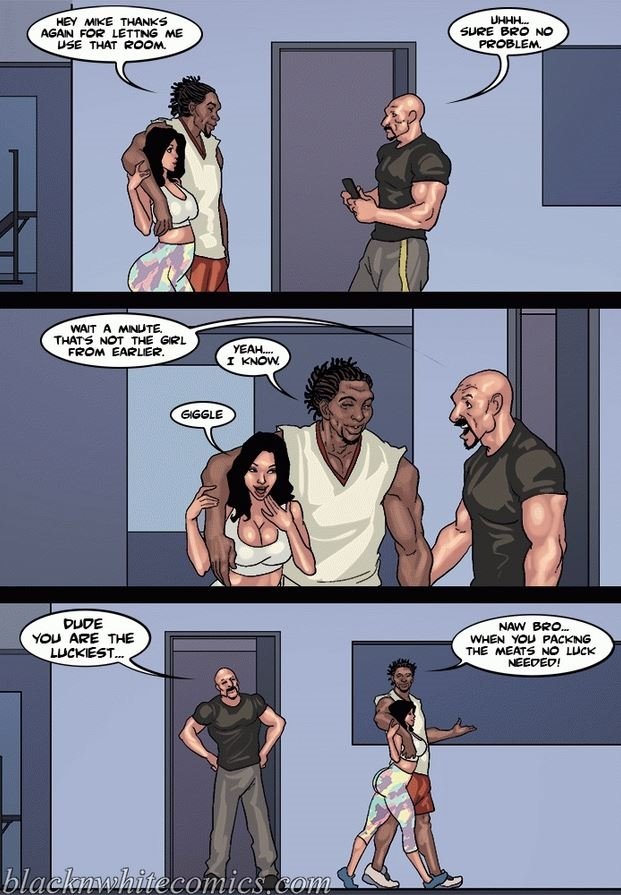 HEY MIKE THANKS
AGAIN FOR LETTING ME
USE THAT ROOM.
UHHH...
SURE BRO NO
PROBLEM.
WAIT A MINUTE.
THATS NOT THE GIRL
FROM EARLIER.
YEAH....
I KNOW.
GIGGLE
DUDE
YOU ARE THE
LUCKIEST...
NAW BRO...
WHEN YOU PACKING
THE MEATS NO LUCK
NEEDED!
blacknwhitecomics.com